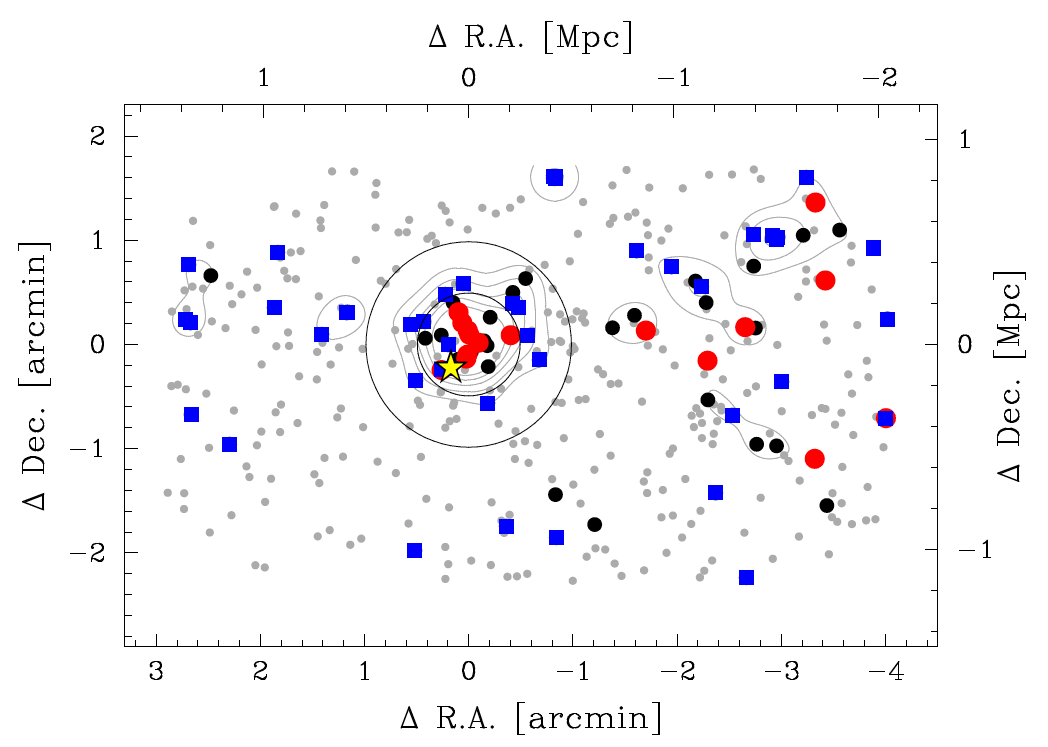 Δ R.A. [Mpc]
1 0 −1 −2
2 1
1
0 0
−1
−2 −1
Δ Dec. [arcmin]
Δ Dec. [Mpc]
3 2 1 0 −1 −2 −3 −4
Δ R.A. [arcmin]